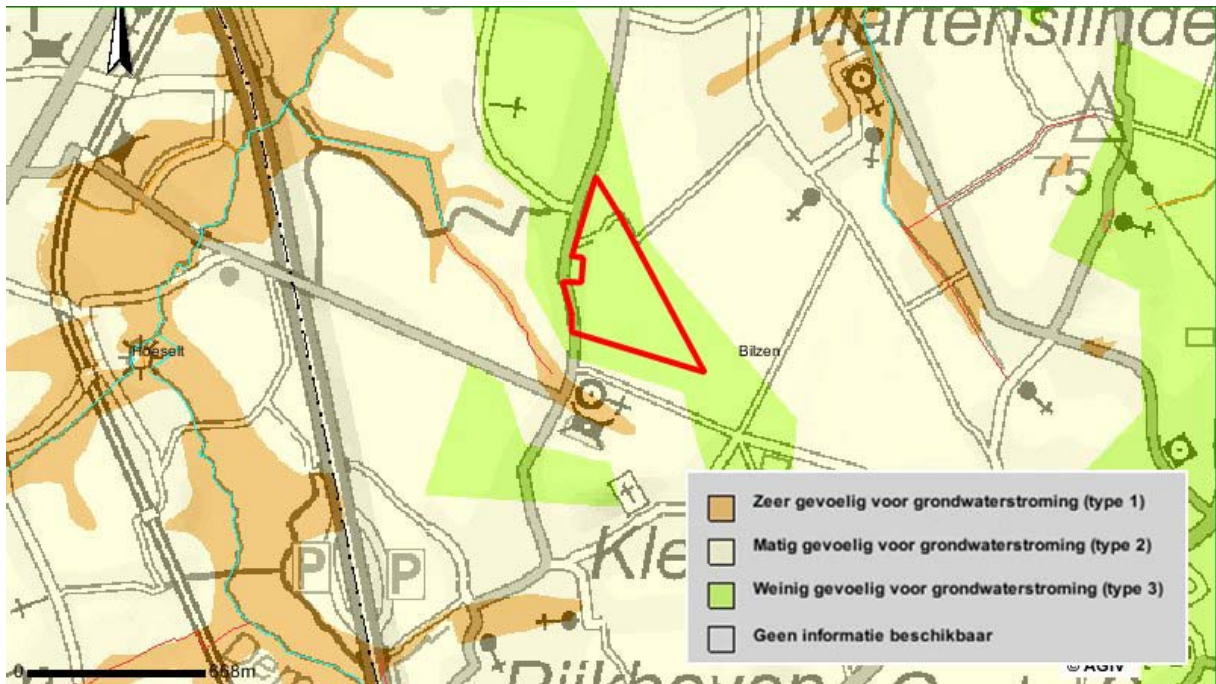 Martenslinde
75
Hoeselt
Bilzen
Zeer gevoelig voor grondwaterstroming (type 1)
Matig gevoelig voor grondwaterstroming (type 2)
Weinig gevoelig voor grondwaterstroming (type 3)
Geen informatie beschikbaar
P P
Kle
Rijkhoven
0 668m
© AGIV